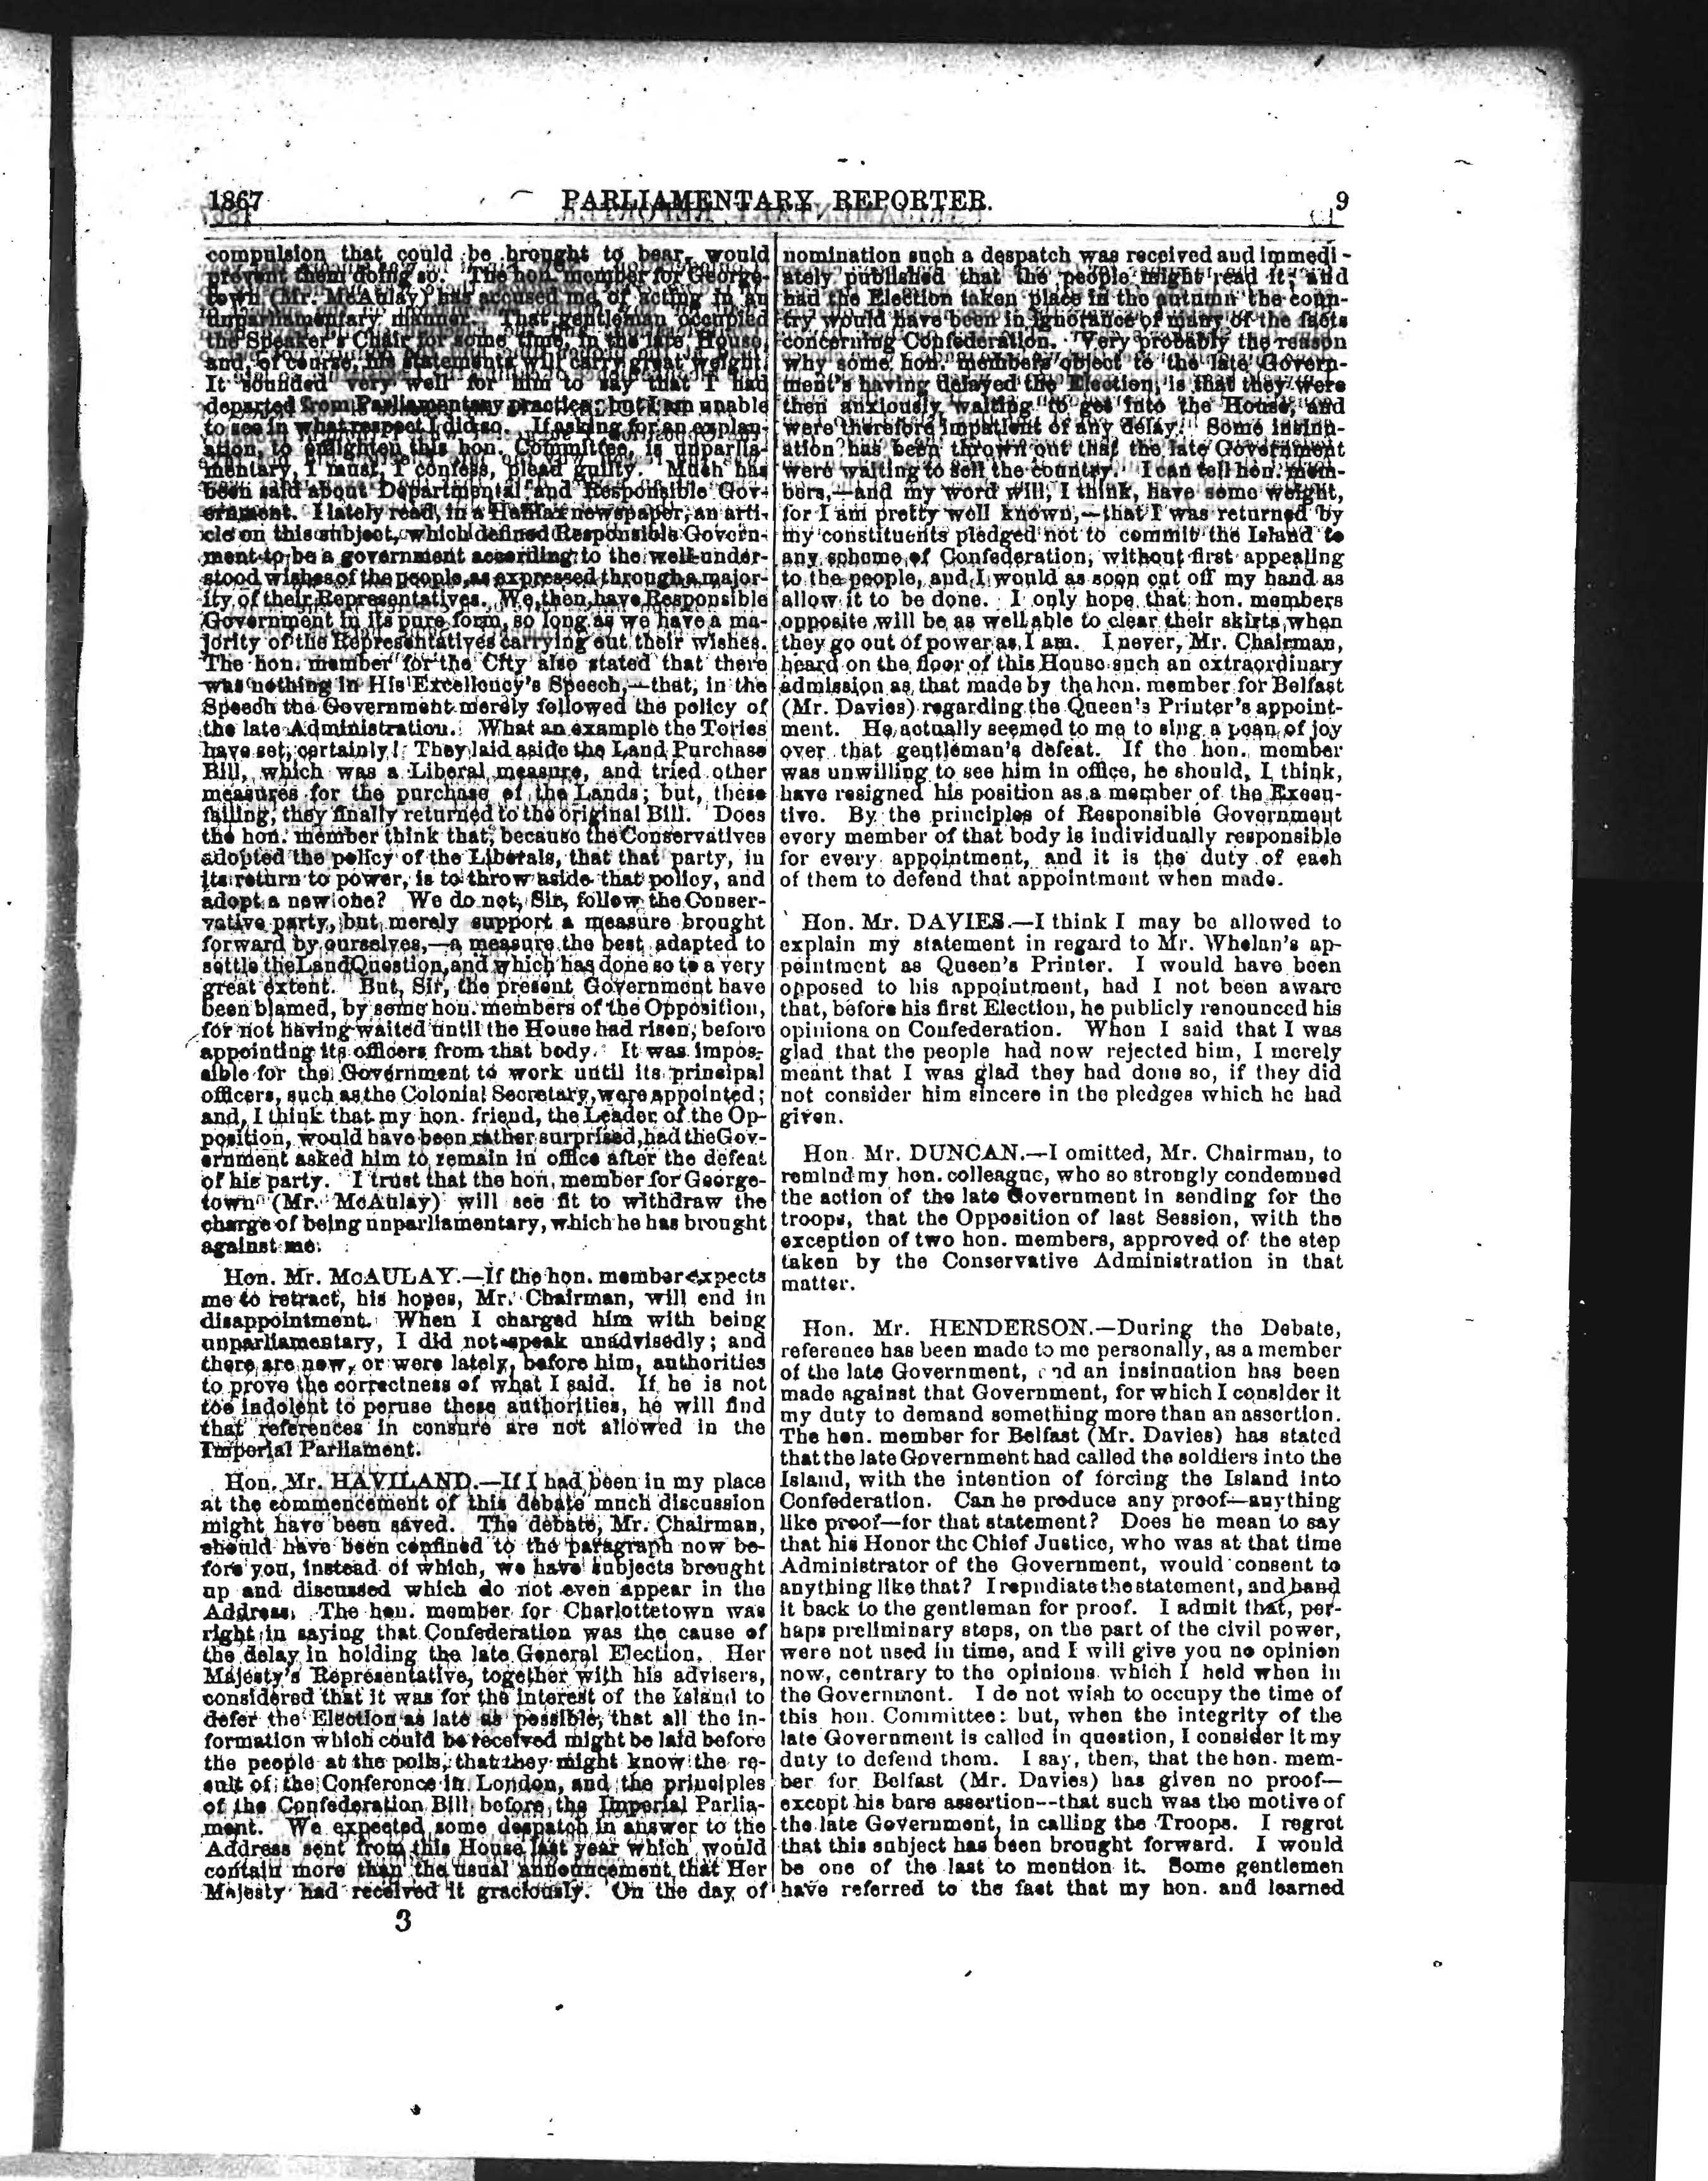 1867 PARLIAMENTARY REPORTER. 9
compulsion that could be brought to bear, would
prevent them doing so. The hon. member for George-
town (Mr. McAulay) has accused me of acting in an
unparliamentary manner. That gentleman occupied
the Speaker's Chair for some time, in the late House,
and, of course, his statements will carry great weight.
It sounded very well for him to say that I had
departed from Parliamentary practice; but I am unable
to see in what respect I did so. If asking for an explan-
ation, to enlighten this hon. Committee, is unparlia-
mentary, I must, I confess, plead guilty. Much has
been said about Departmental and Responsible Gov-
ernment. I lately read, in a Halifax newspaper, an arti-
cle on this subject, which defined Responsible Govern-
ment to be a government according to the well-under-
stood wishes of the people, as expressed through a major-
ity of their Representatives. We then have Responsible
Government in its pure form, so long as we have a ma-
jority of the Representatives carrying out their wishes.
The hon. member for the City also stated that there
was nothing in His Excellency's Speech,—that, in the
Speech the Government merely followed the policy of
the late Administration. What an example the Tories
have set, certainly! They laid aside the Land Purchase
Bill, which was a Liberal measure, and tried other
measures for the purchase of the Lands; but, these
failing, they finally returned to the original Bill. Does
the hon. member think that, because the Conservatives
adopted the policy of the Liberals, that that party, in
its return to power, is to throw aside that policy, and
adopt a new one? We do not, Sir, follow the Conser-
vative party, but merely support a measure brought
forward by ourselves,—a measure the best adapted to
settle the Land Question, and which has done so to a very
great extent. But, Sir, the present Government have
been blamed, by some hon. members of the Opposition,
for not having waited until the House had risen, before
appointing its officers from that body. It was impos-
sible for the Government to work until its principal
officers, such as the Colonial Secretary, were appointed;
and, I think that my hon. friend, the Leader of the Op-
position, would have been rather surprised, had the Gov-
ernment asked him to remain in office after the defeat
of his party. I trust that the hon. member for George-
town (Mr. McAulay) will see fit to withdraw the
charge of being unparliamentary, which he has brought
against me.
Hon. Mr. McAULAY.—If the hon. member expects
me to retract, his hopes, Mr. Chairman, will end in
disappointment. When I charged him with being
unparliamentary, I did not speak unadvisedly; and
there are now, or were lately, before him, authorities
to prove the correctness of what I said. If he is not
too indolent to peruse these authorities, he will find
that references in censure are not allowed in the
Imperial Parliament.
Hon. Mr. HAVILAND.—If I had been in my place
at the commencement of this debate much discussion
might have been saved. The debate, Mr. Chairman,
should have been confined to the paragraph now be-
fore you, instead of which, we have subjects brought
up and discussed which do not even appear in the
Address. The hon. member for Charlottetown was
right in saying that Confederation was the cause of
the delay in holding the late General Election. Her
Majesty's Representative, together with his advisers,
considered that it was for the interest of the Island to
defer the Election as late as possible, that all the in-
formation which could be received might be laid before
the people at the polls, that they might know the re-
sult of the Conference in London, and the principles
of the Confederation Bill before the Imperial Parlia-
ment. We expected some despatch in answer to the
Address sent from this House last year which would
contain more than the usual announcement that Her
Majesty had received it graciously. On the day of
3
nomination such a despatch was received and immedi-
ately published that the people might read it; and
had the Election taken place in the autumn the coun-
try would have been in ignorance of many of the facts
concerning Confederation. Very probably the reason
why some hon. members object to the late Govern-
ment's having delayed the Election, is that they were
then anxiously waiting to get into the House, and
were therefore impatient of any delay. Some insinu-
ation has been thrown out that the late Government
were waiting to sell the country. I can tell hon. mem-
bers,—and my word will, I think, have some weight,
for I am pretty well known,—that I was returned by
my constituents pledged not to commit the Island to
any scheme of Confederation, without first appealing
to the people, and I would as soon cut off my hand as
allow it to be done. I only hope that hon. members
opposite will be as well able to clear their skirts when
they go out of power as I am. I never, Mr. Chairman,
heard on the floor of this House such an extraordinary
admission as that made by the hon. member for Belfast
(Mr. Davies) regarding the Queen's Printer's appoint-
ment. He actually seemed to me to sing a pean of joy
over that gentleman's defeat. If the hon. member
was unwilling to see him in office, he should, I think,
have resigned his position as a member of the Execu-
tive. By the principles of Responsible Government
every member of that body is individually responsible
for every appointment, and it is the duty of each
of them to defend that appointment when made.
Hon. Mr. DAVIES.—I think I may be allowed to
explain my statement in regard to Mr. Whelan's ap-
pointment as Queen's Printer. I would have been
opposed to his appointment, had I not been aware
that, before his first Election, he publicly renounced his
opinions on Confederation. When I said that I was
glad that the people had now rejected him, I merely
meant that I was glad they had done so, if they did
not consider him sincere in the pledges which he had
given.
Hon. Mr. DUNCAN.—I omitted, Mr. Chairman, to
remind my hon. colleague, who so strongly condemned
the action of the late Government in sending for the
troops, that the Opposition of last Session, with the
exception of two hon. members, approved of the step
taken by the Conservative Administration in that
matter.
Hon. Mr. HENDERSON.—During the Debate,
reference has been made to me personally, as a member
of the late Government, and an insinuation has been
made against that Government, for which I consider it
my duty to demand something more than an assertion.
The hon. member for Belfast (Mr. Davies) has stated
that the late Government had called the soldiers into the
Island, with the intention of forcing the Island into
Confederation. Can he produce any proof—anything
like proof—for that statement? Does he mean to say
that his Honor the Chief Justice, who was at that time
Administrator of the Government, would consent to
anything like that? I repudiate the statement, and hand
it back to the gentleman for proof. I admit that, per-
haps preliminary steps, on the part of the civil power,
were not used in time, and I will give you no opinion
now, contrary to the opinions which I held when in
the Government. I do not wish to occupy the time of
this hon. Committee: but, when the integrity of the
late Government is called in question, I consider it my
duty to defend them. I say, then, that the hon. mem-
ber for Belfast (Mr. Davies) has given no proof—
except his bare assertion--that such was the motive of
the late Government, in calling the Troops. I regret
that this subject has been brought forward. I would
be one of the last to mention it. Some gentlemen
have referred to the fact that my hon. and learned